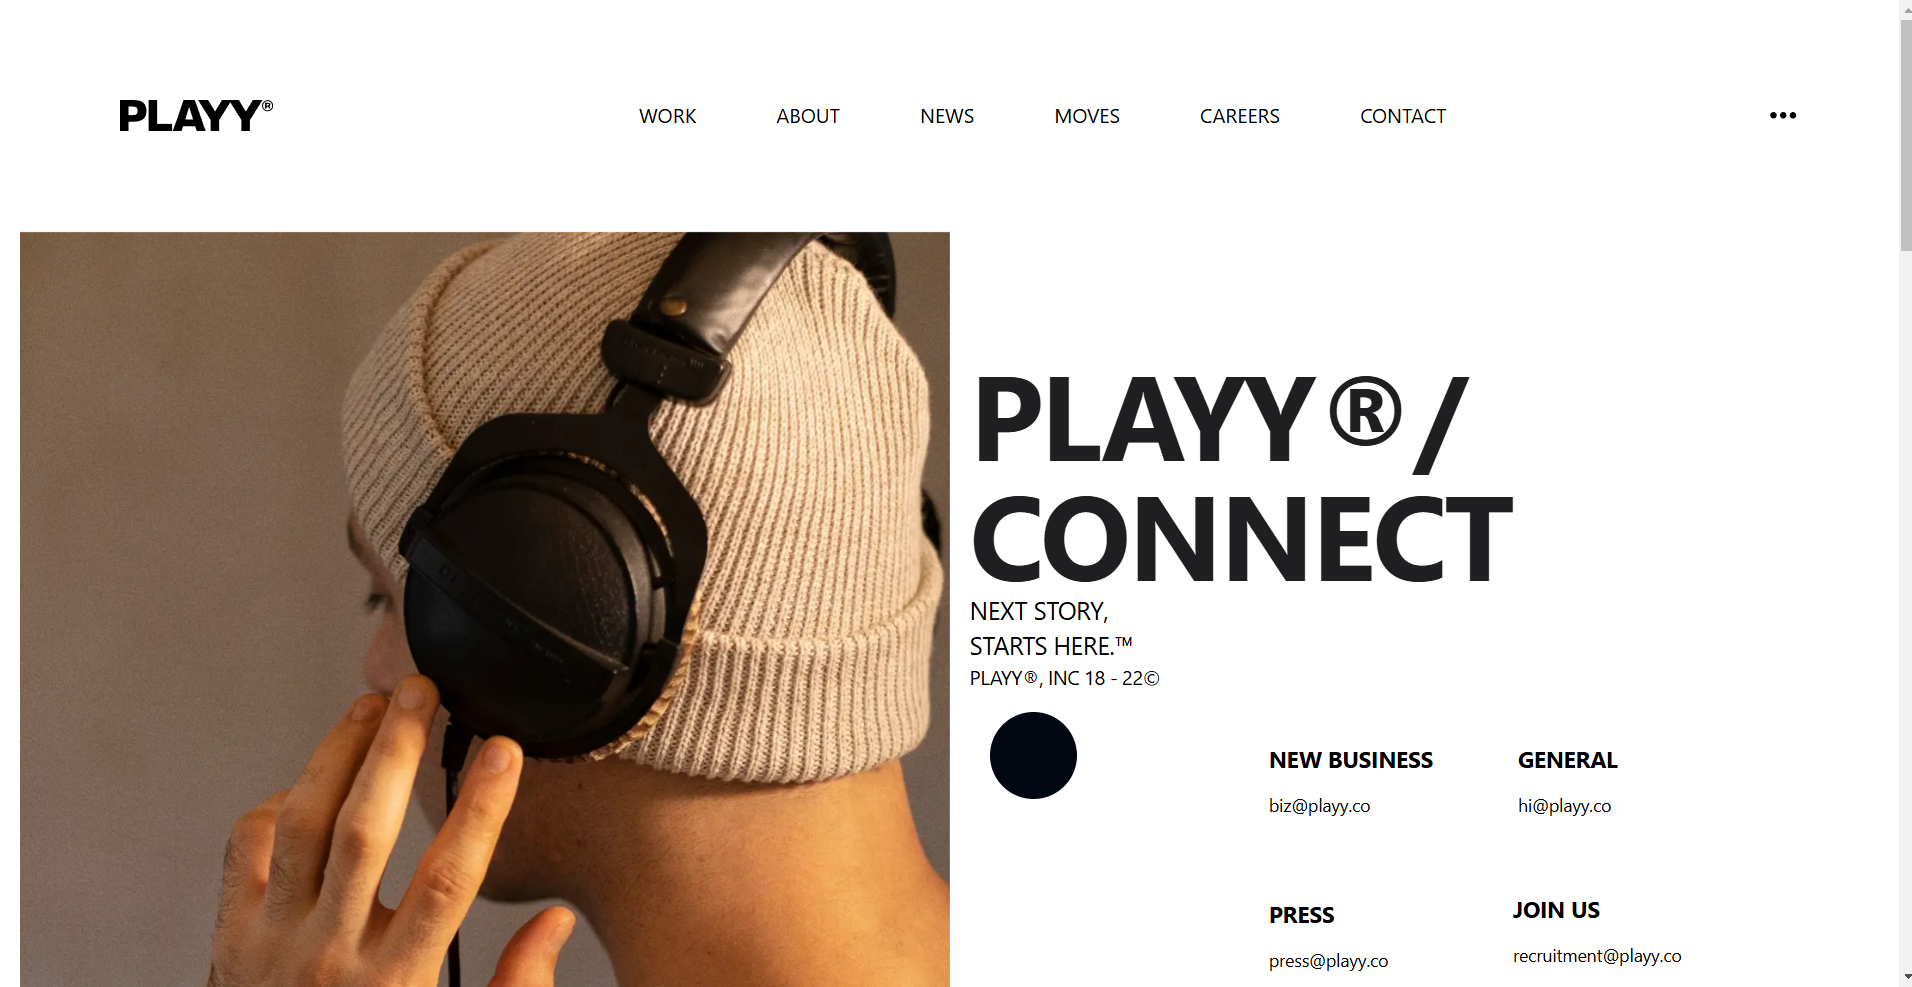 PLAYY®
WORK ABOUT NEWS MOVES CAREERS CONTACT
PLAYY®/
CONNECT
NEXT STORY,
STARTS HERE.™
PLAYY®, INC 18 - 22©
NEW BUSINESS
biz@playy.co
GENERAL
hi@playy.co
PRESS
press@playy.co
JOIN US
recruitment@playy.co